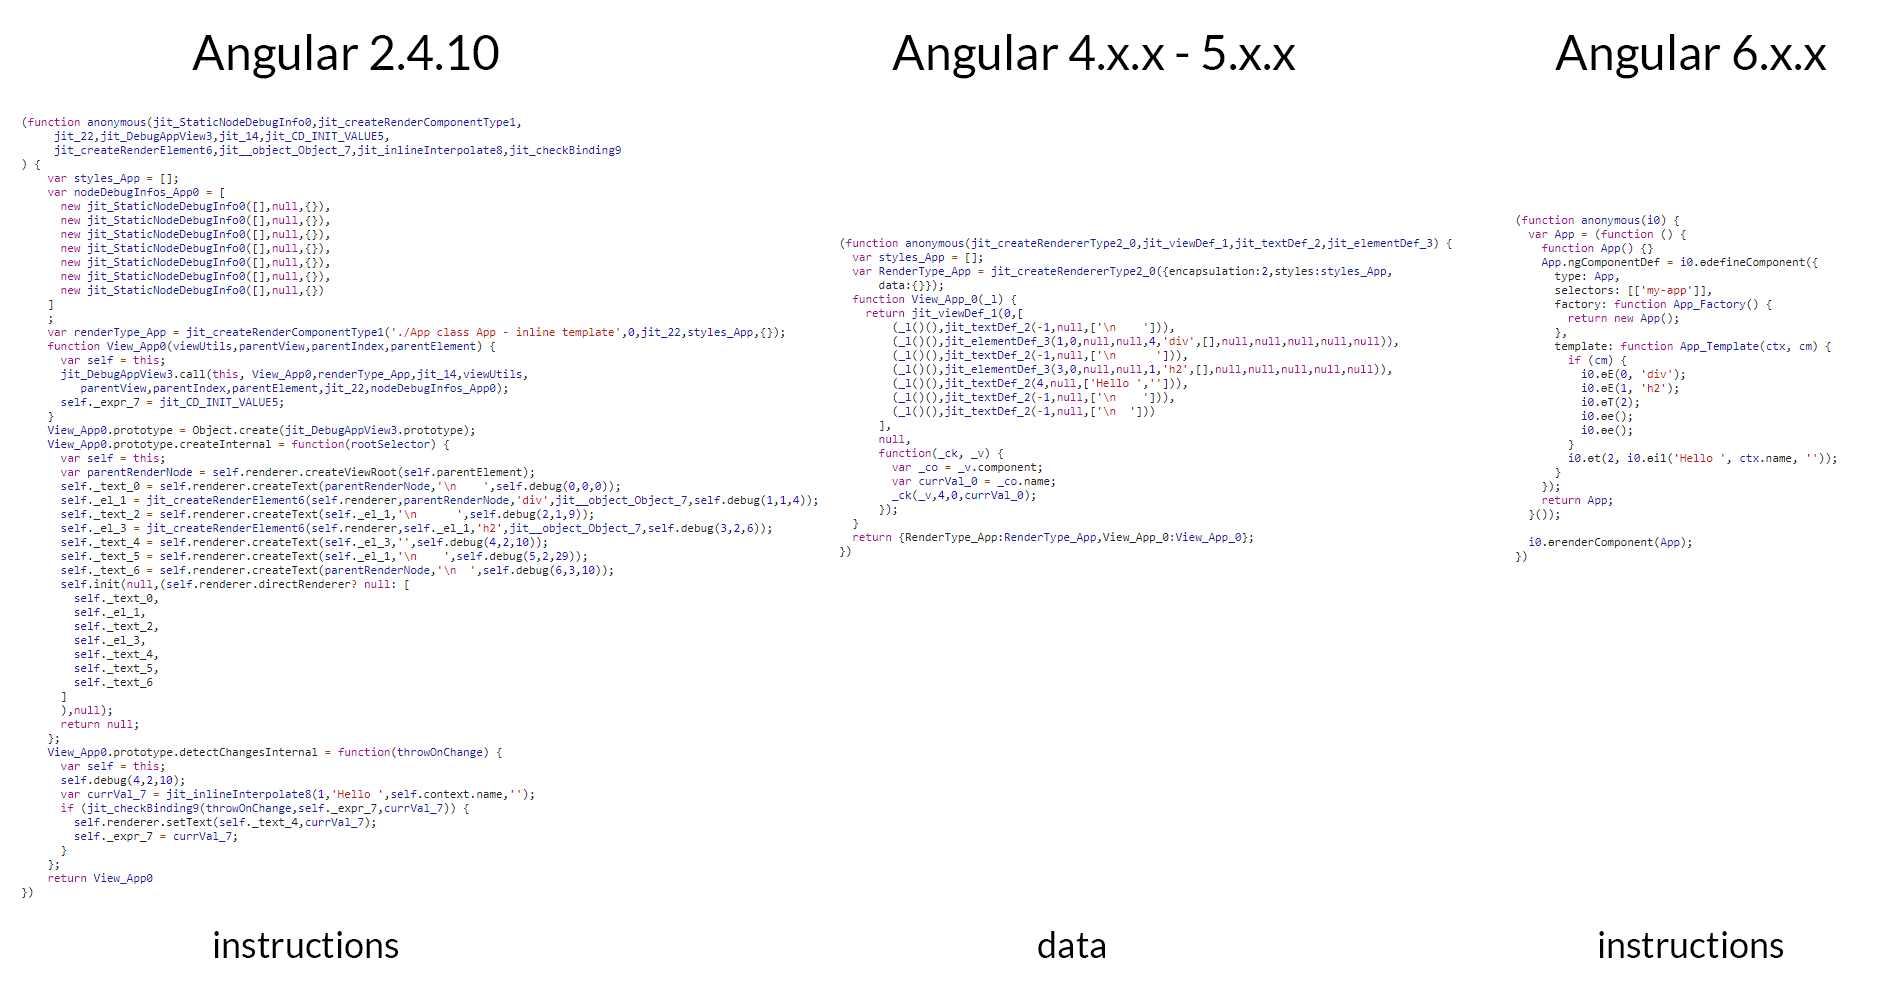 Angular 2.4.10
(function anonymous(jit_StaticNodeDebugInfo0,jit_createRenderComponentType1,
jit_22,jit_DebugAppView3,jit_14,jit_CD_INIT_VALUE5,
jit_createRenderElement6,jit__object_Object_7,jit_inlineInterpolate8,jit_checkBinding9
) {
var styles_App = [];
var nodeDebugInfos_App0 = [
new jit_StaticNodeDebugInfo0([],null,{}),
new jit_StaticNodeDebugInfo0([],null,{}),
new jit_StaticNodeDebugInfo0([],null,{}),
new jit_StaticNodeDebugInfo0([],null,{}),
new jit_StaticNodeDebugInfo0([],null,{}),
new jit_StaticNodeDebugInfo0([],null,{}),
new jit_StaticNodeDebugInfo0([],null,{})
]
;
var renderType_App = jit_createRenderComponentType1('./App class App - inline template',0,jit_22,styles_App,{});
function View_App0(viewUtils,parentView,parentIndex,parentElement) {
var self = this;
jit_DebugAppView3.call(this, View_App0,renderType_App,jit_14,viewUtils,
parentView,parentIndex,parentElement,jit_22,nodeDebugInfos_App0);
self._expr_7 = jit_CD_INIT_VALUE5;
}
View_App0.prototype = Object.create(jit_DebugAppView3.prototype);
View_App0.prototype.createInternal = function(rootSelector) {
var self = this;
var parentRenderNode = self.renderer.createViewRoot(self.parentElement);
self._text_0 = self.renderer.createText(parentRenderNode,'\n    ',self.debug(0,0,0));
self._el_1 = jit_createRenderElement6(self.renderer,parentRenderNode,'div',jit__object_Object_7,self.debug(1,1,4));
self._text_2 = self.renderer.createText(self._el_1,'\n      ',self.debug(2,1,9));
self._el_3 = jit_createRenderElement6(self.renderer,self._el_1,'h2',jit__object_Object_7,self.debug(3,2,6));
self._text_4 = self.renderer.createText(self._el_3,'',self.debug(4,2,10));
self._text_5 = self.renderer.createText(self._el_1,'\n    ',self.debug(5,2,29));
self._text_6 = self.renderer.createText(parentRenderNode,'\n  ',self.debug(6,3,10));
self.init(null,(self.renderer.directRenderer? null: [
self._text_0,
self._el_1,
self._text_2,
self._el_3,
self._text_4,
self._text_5,
self._text_6
]
),null);
return null;
};
View_App0.prototype.detectChangesInternal = function(throwOnChange) {
var self = this;
self.debug(4,2,10);
var currVal_7 = jit_inlineInterpolate8(1,'Hello ',self.context.name,'');
if (jit_checkBinding9(throwOnChange,self._expr_7,currVal_7)) {
self.renderer.setText(self._text_4,currVal_7);
self._expr_7 = currVal_7;
}
};
return View_App0
})
instructions
Angular 4.x.x - 5.x.x
(function anonymous(jit_createRendererType2_0,jit_viewDef_1,jit_textDef_2,jit_elementDef_3) {
var styles_App = [];
var RenderType_App = jit_createRendererType2_0({encapsulation:2,styles:styles_App,
data:{}});
function View_App_0(_l) {
return jit_viewDef_1(0,[
(_l()(),jit_textDef_2(-1,null,['\n    '])),
(_l()(),jit_elementDef_3(1,0,null,null,4,'div',[],null,null,null,null,null)),
(_l()(),jit_textDef_2(-1,null,['\n      '])),
(_l()(),jit_elementDef_3(3,0,null,null,1,'h2',[],null,null,null,null,null)),
(_l()(),jit_textDef_2(4,null,['Hello ',''])),
(_l()(),jit_textDef_2(-1,null,['\n    '])),
(_l()(),jit_textDef_2(-1,null,['\n  ']))
],
null,
function(_ck, _v) {
var _co = _v.component;
var currVal_0 = _co.name;
_ck(_v,4,0,currVal_0);
});
}
return {RenderType_App:RenderType_App,View_App_0:View_App_0};
})
data
Angular 6.x.x
(function anonymous(i0) {
var App = (function () {
function App() {}
App.ngComponentDef = i0.ɵdefineComponent({
type: App,
selectors: [['my-app']],
factory: function App_Factory() {
return new App();
},
template: function App_Template(ctx, cm) {
if (cm) {
i0.ɵE(0, 'div');
i0.ɵE(1, 'h2');
i0.ɵT(2);
i0.ɵe();
i0.ɵe();
}
i0.ɵt(2, i0.ɵi1('Hello ', ctx.name, ''));
}
});
return App;
}());
i0.ɵrenderComponent(App);
})
instructions